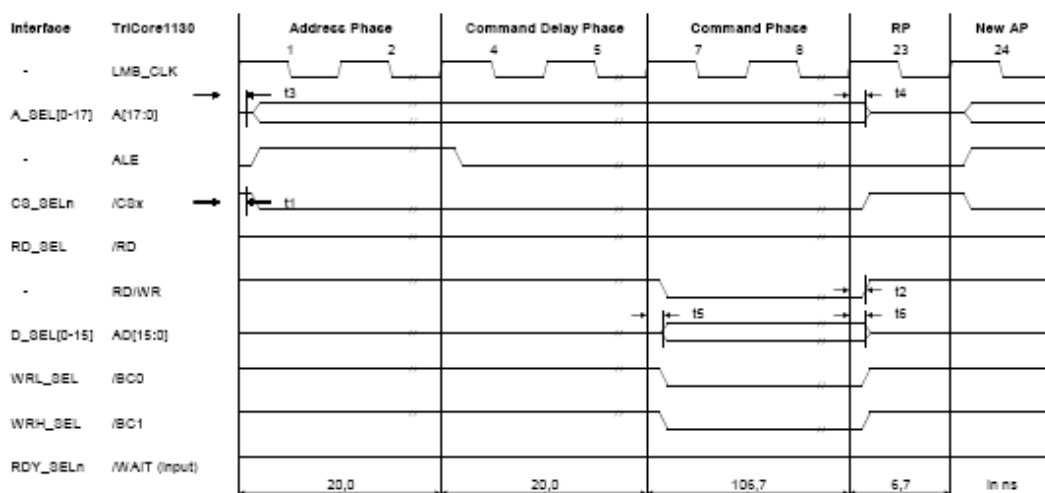 Interface TriCore1130 Address Phase Command Delay Phase Command Phase RP New AP
1 2 4 5 7 8 23 24
- LMB_CLK
t3 t4
A_SEL[0-17] A[17:0]
- ALE
CS_SELn /CSx t1
RD_SEL /RD
- RD/WR t2
t5 t6
D_SEL[0-15] AD[15:0]
WRL_SEL /BC0
WRH_SEL /BC1
RDY_SELn /WAIT (Input)
20,0 20,0 106,7 6,7 in ns